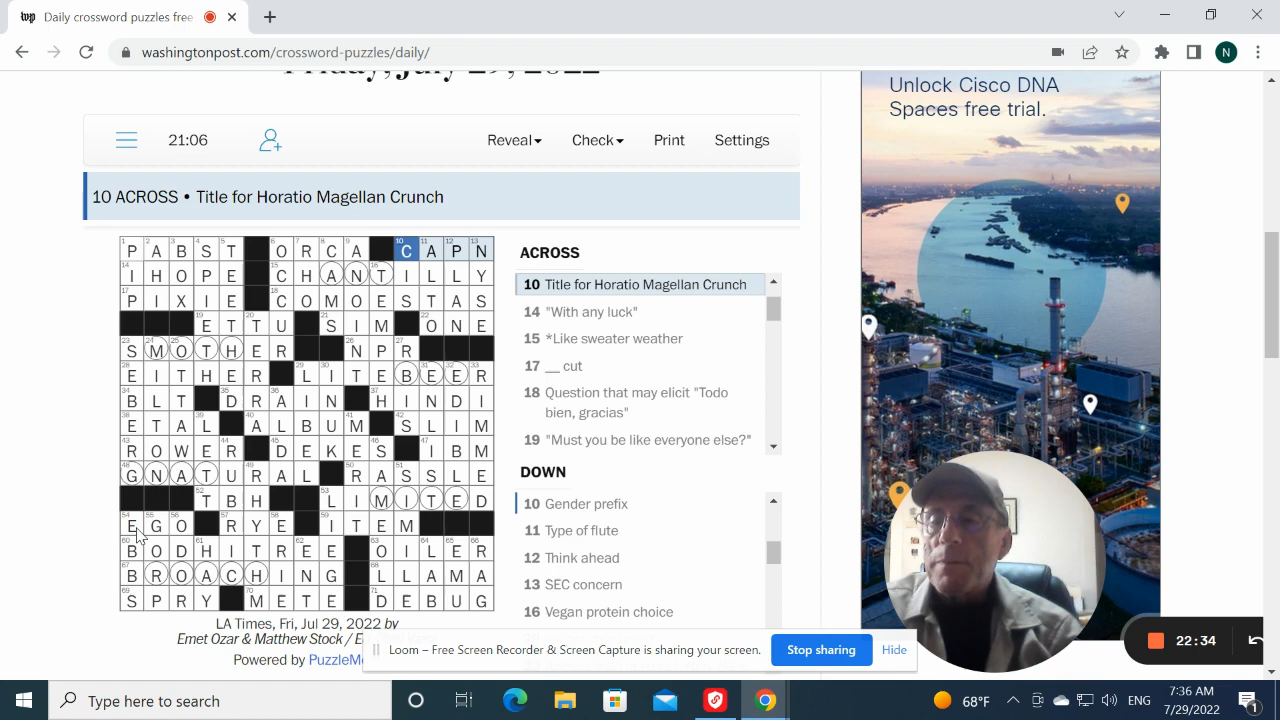 Daily crossword puzzles free
washingtonpost.com/crossword-puzzles/daily/
N
Friday, July 29, 2022
21:06
Reveal Check Print Settings
10 ACROSS • Title for Horatio Magellan Crunch
P A B S T O R C A C A P N
I H O P E C H A N T I L L Y
P I X I E C O M O E S T A S
E T T U S I M O N E
S M O T H E R N P R
E I T H E R L I T E B E E R
B L T D R A I N H I N D I
E T A L A L B U M S L I M
R O W E R D E K E S I B M
G N A T U R A L R A S S L E
T B H L I M I T E D
E G O R Y E I T E M
B O D H I T R E E O I L E R
B R O A C H I N G L L A M A
S P R Y M E T E D E B U G
LA Times, Fri, Jul 29, 2022 by
Emet Ozar & Matthew Stock / E
Powered by PuzzleM
ACROSS
10 Title for Horatio Magellan Crunch
14 "With any luck"
15 *Like sweater weather
17 __ cut
18 Question that may elicit "Todo
bien, gracias"
19 "Must you be like everyone else?"
DOWN
10 Gender prefix
11 Type of flute
12 Think ahead
13 SEC concern
16 Vegan protein choice
Unlock Cisco DNA
Spaces free trial.
22:34
Loom – Free Screen Recorder & Screen Capture is sharing your screen.
Stop sharing
Hide
Type here to search
68°F
ENG
7:36 AM
7/29/2022
1